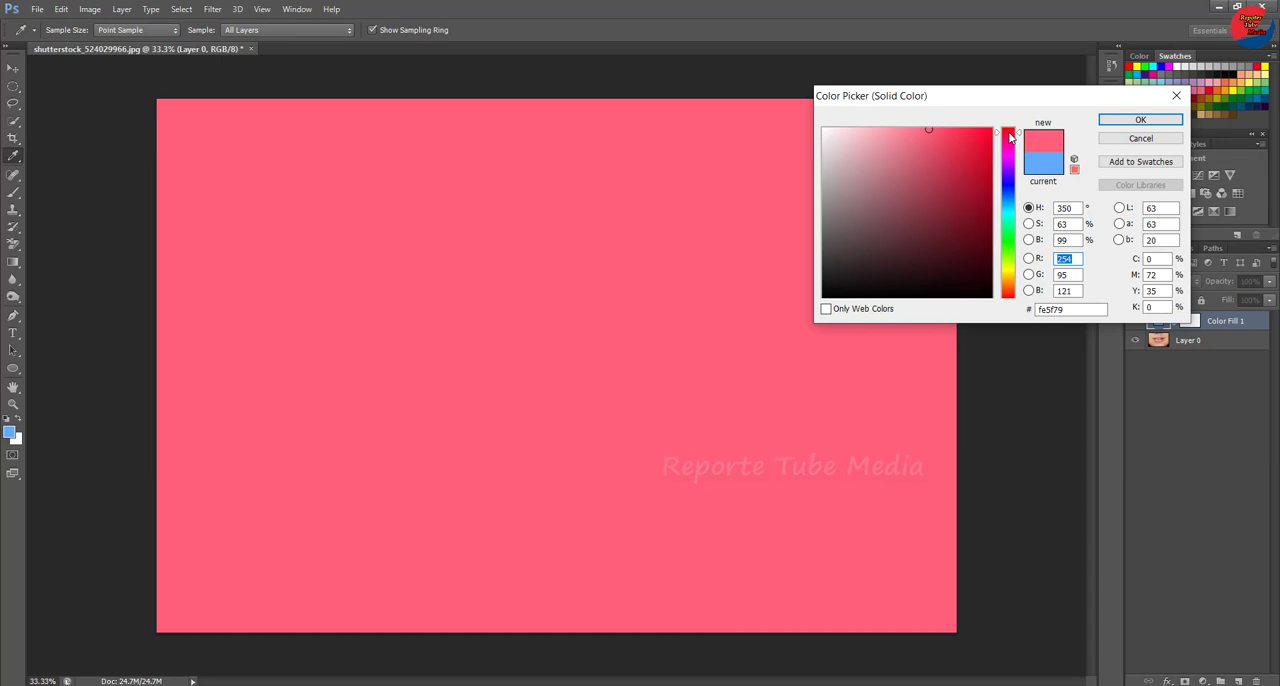 Ps File Edit Image Layer Type Select Filter 3D View Window Help
Reporter Tube Media
Sample Size: Point Sample Sample: All Layers Show Sampling Ring Essentials
shutterstock_524029966.jpg @ 33.3% (Layer 0, RGB/8) * ×
Color Swatches
Color Picker (Solid Color)
new
OK
Cancel
Add to Swatches
current
Color Libraries
H: 350 °
S: 63 %
B: 99 %
R: 254
G: 95
B: 121
L: 63
a: 63
b: 20
C: 0 %
M: 72 %
Y: 35 %
K: 0 %
Only Web Colors
# fe5f79
Paths
Opacity: 100%
Fill: 100%
Color Fill 1
Layer 0
Reporte Tube Media
33.33% Doc: 24.7M/24.7M
fx